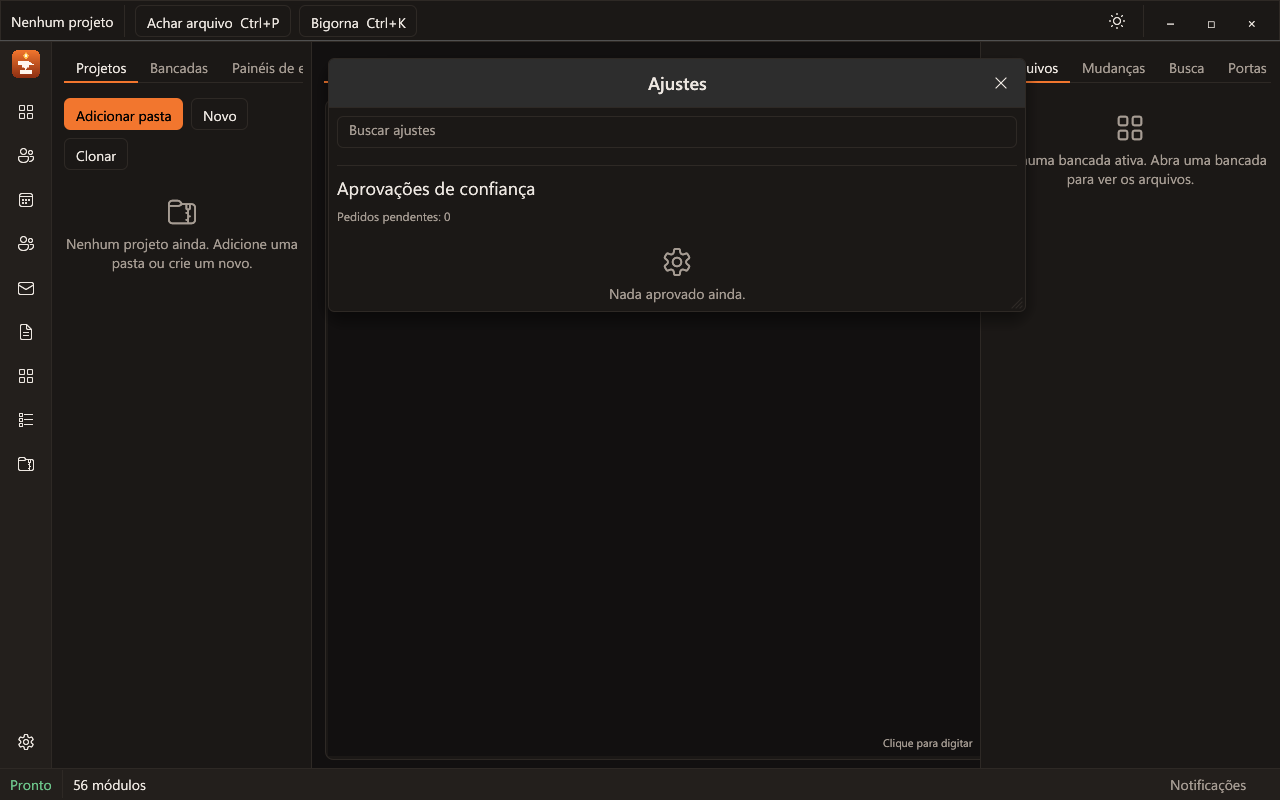 Nenhum projeto
Achar arquivo Ctrl+P
Bigorna Ctrl+K
Projetos
Bancadas
Painéis de e
Adicionar pasta
Novo
Clonar
Nenhum projeto ainda. Adicione uma
pasta ou crie um novo.
Ajustes
Buscar ajustes
Aprovações de confiança
Pedidos pendentes: 0
Nada aprovado ainda.
Clique para digitar
uivos
Mudanças
Busca
Portas
uma bancada ativa. Abra uma bancada
para ver os arquivos.
Pronto
56 módulos
Notificações